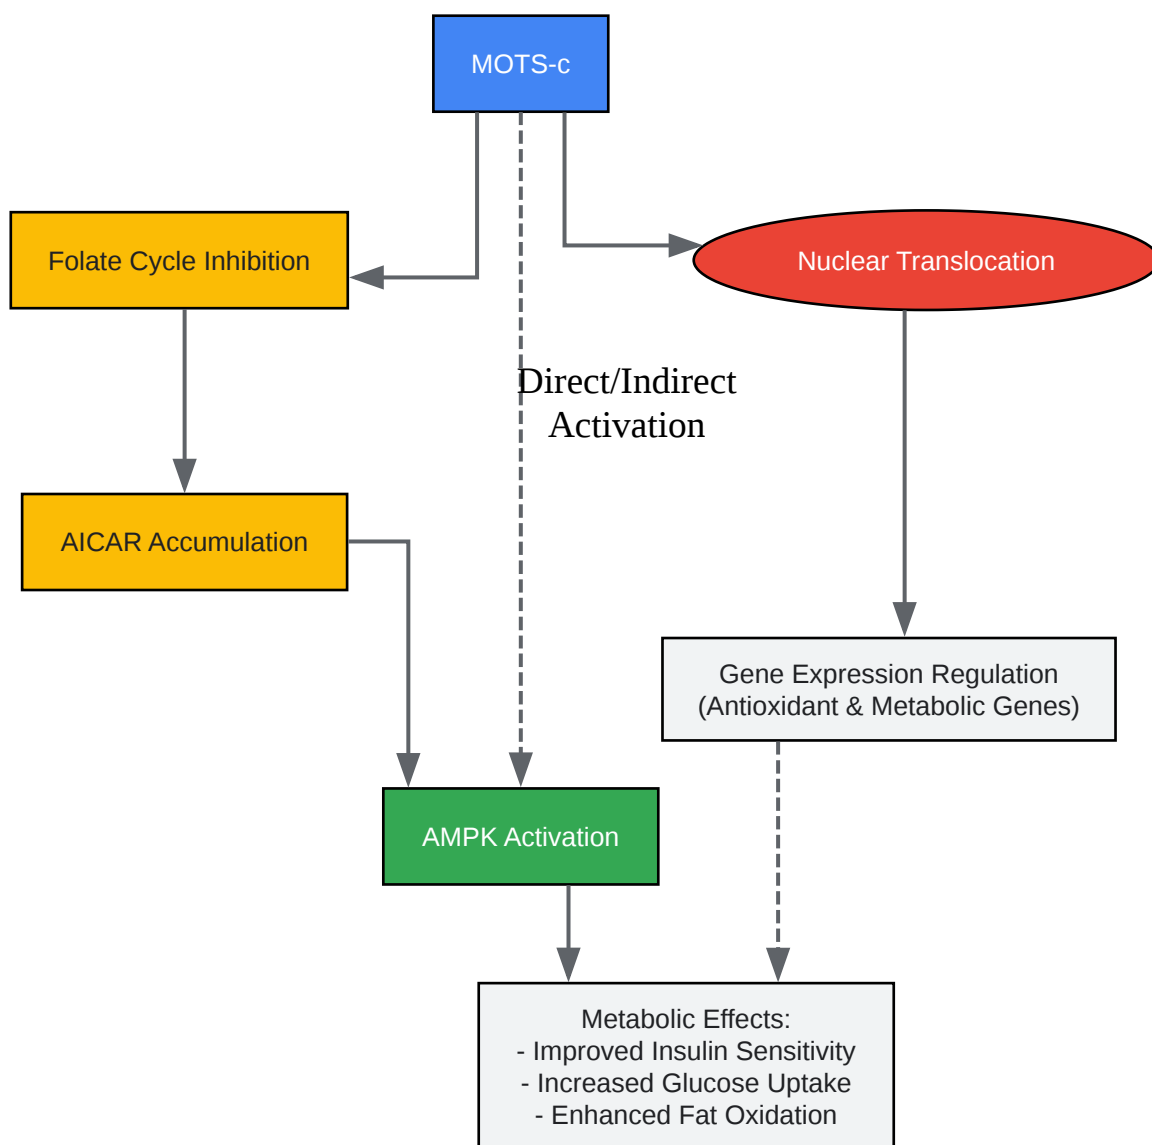 MOTS-c
Folate Cycle Inhibition
Nuclear Translocation
Direct/Indirect
Activation
AICAR Accumulation
Gene Expression Regulation
(Antioxidant & Metabolic Genes)
AMPK Activation
Metabolic Effects:
- Improved Insulin Sensitivity
- Increased Glucose Uptake
- Enhanced Fat Oxidation